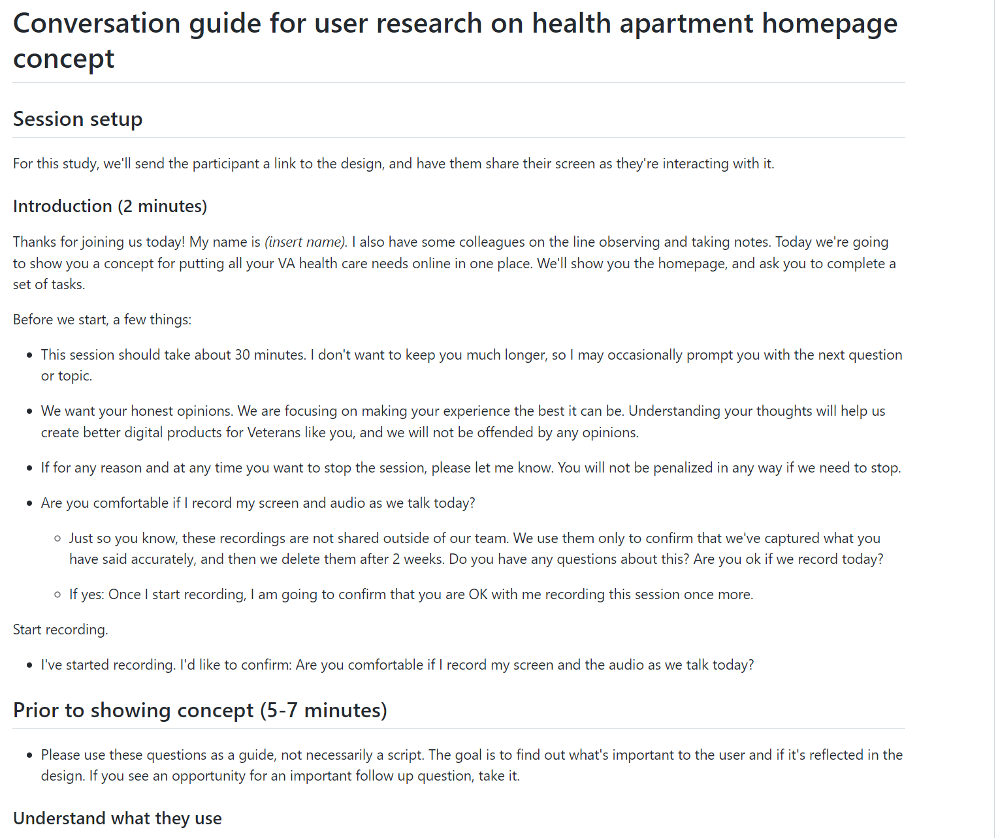 Conversation guide for user research on health apartment homepage
concept
Session setup
For this study, we'll send the participant a link to the design, and have them share their screen as they're interacting with it.
Introduction (2 minutes)
Thanks for joining us today! My name is (insert name). I also have some colleagues on the line observing and taking notes. Today we're going
to show you a concept for putting all your VA health care needs online in one place. We'll show you the homepage, and ask you to complete a
set of tasks.
Before we start, a few things:
• This session should take about 30 minutes. I don't want to keep you much longer, so I may occasionally prompt you with the next question
or topic.
• We want your honest opinions. We are focusing on making your experience the best it can be. Understanding your thoughts will help us
create better digital products for Veterans like you, and we will not be offended by any opinions.
• If for any reason and at any time you want to stop the session, please let me know. You will not be penalized in any way if we need to stop.
• Are you comfortable if I record my screen and audio as we talk today?
◦ Just so you know, these recordings are not shared outside of our team. We use them only to confirm that we've captured what you
have said accurately, and then we delete them after 2 weeks. Do you have any questions about this? Are you ok if we record today?
◦ If yes: Once I start recording, I am going to confirm that you are OK with me recording this session once more.
Start recording.
• I've started recording. I'd like to confirm: Are you comfortable if I record my screen and the audio as we talk today?
Prior to showing concept (5-7 minutes)
• Please use these questions as a guide, not necessarily a script. The goal is to find out what's important to the user and if it's reflected in the
design. If you see an opportunity for an important follow up question, take it.
Understand what they use